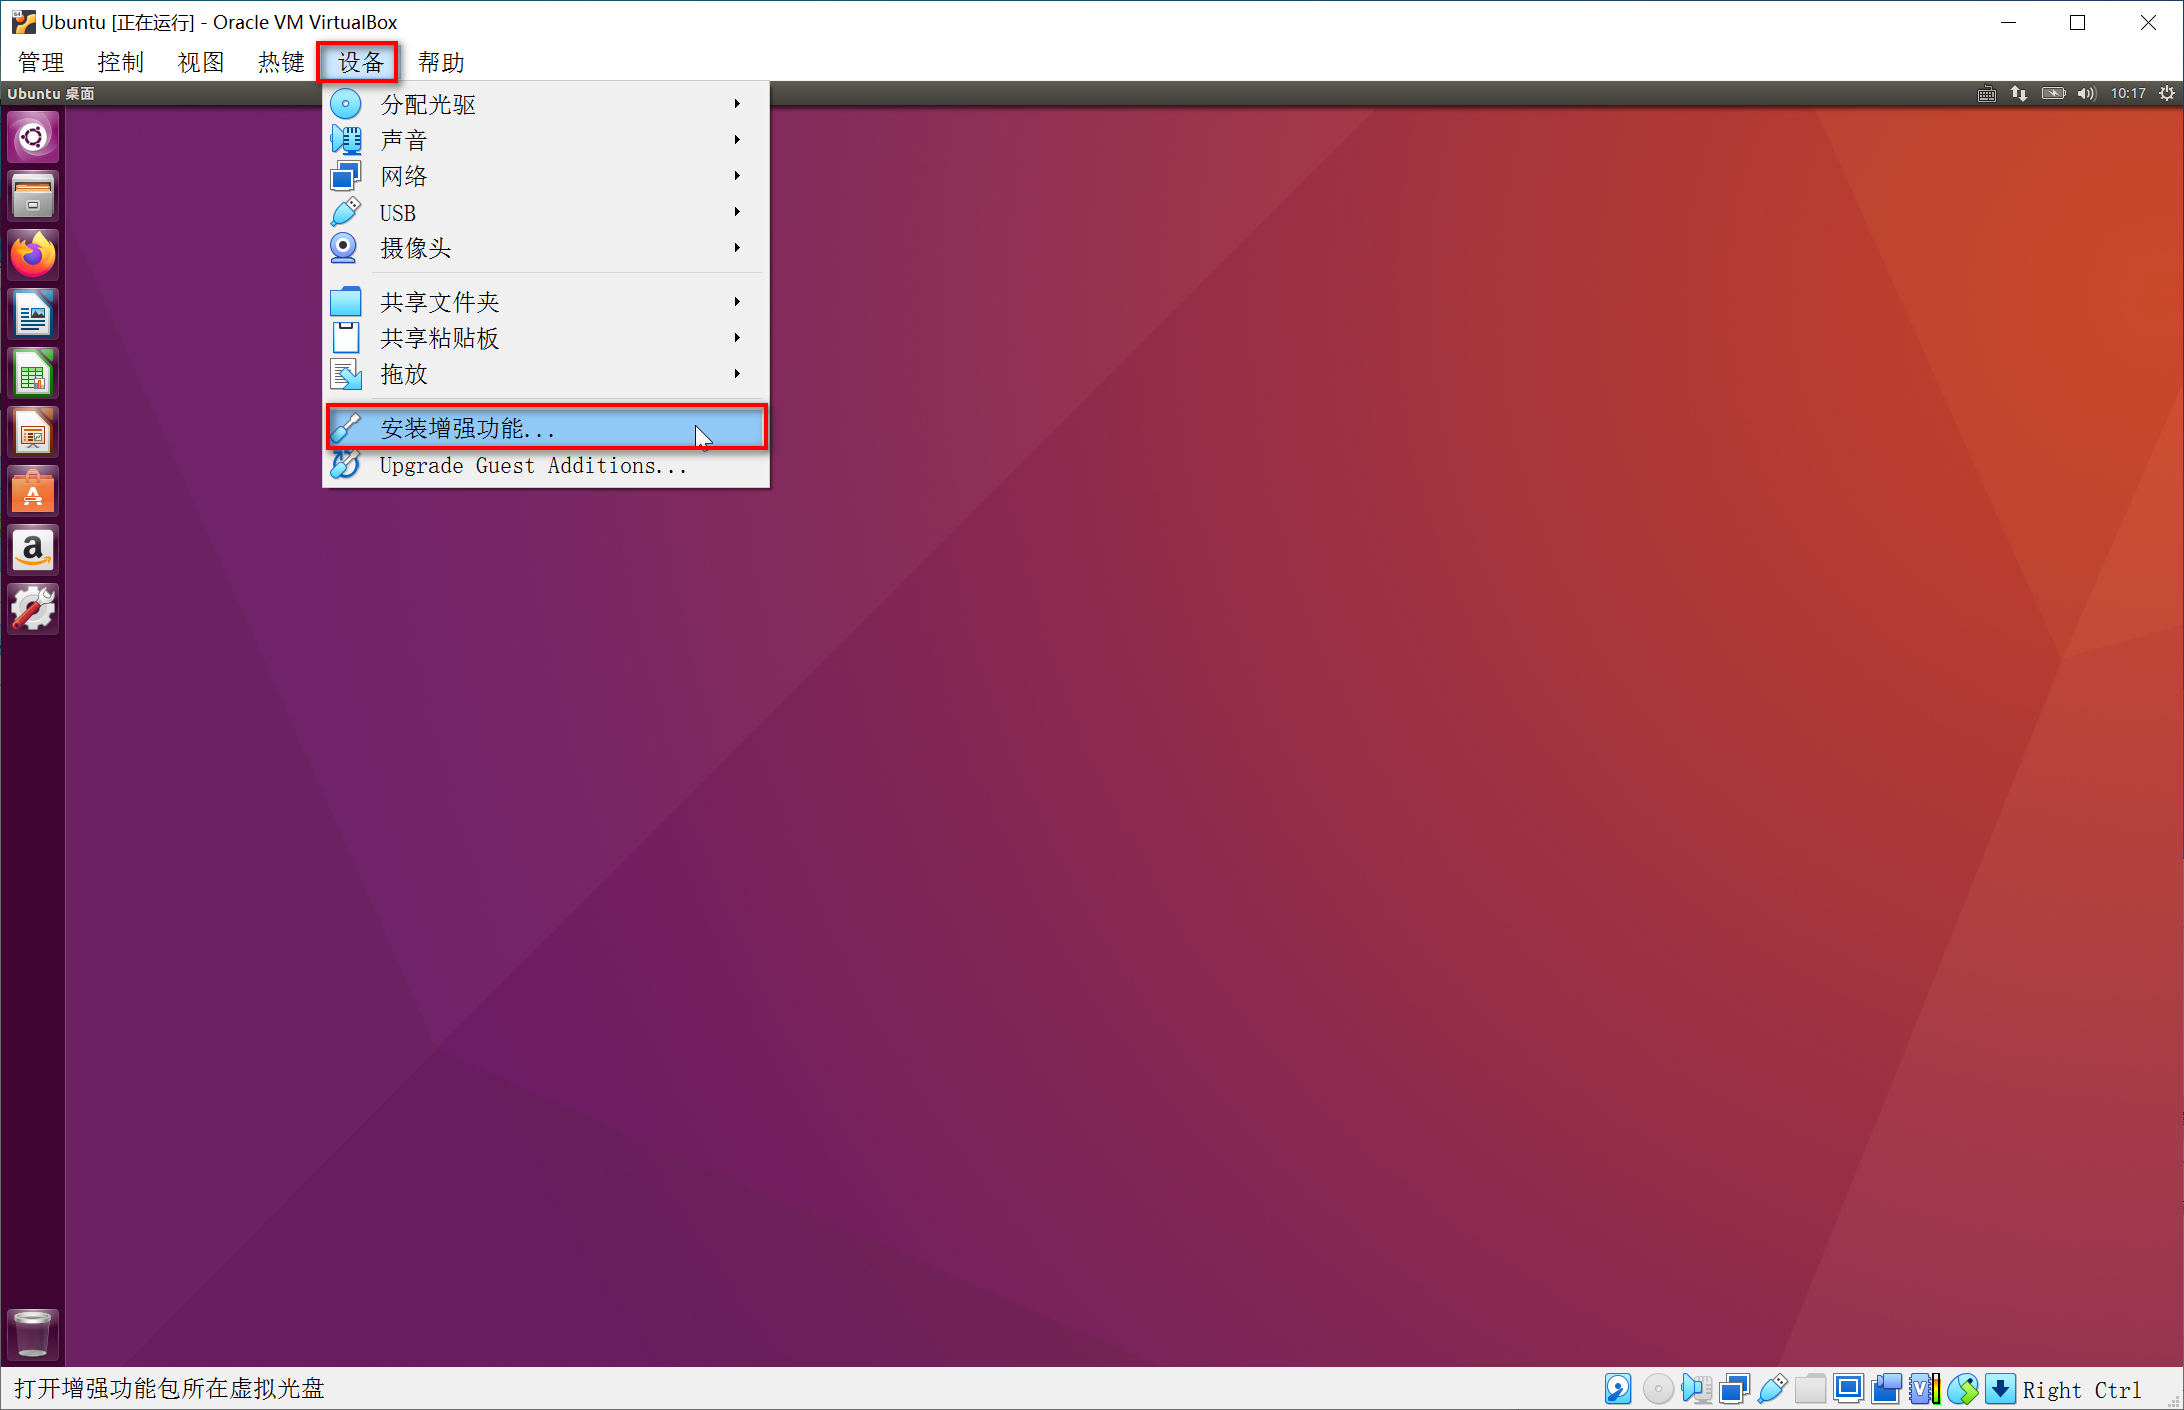 Ubuntu [正在运行] - Oracle VM VirtualBox
管理 控制 视图 热键 设备 帮助
Ubuntu 桌面
10:17
分配光驱
声音
网络
USB
摄像头
共享文件夹
共享粘贴板
拖放
安装增强功能...
Upgrade Guest Additions...
打开增强功能包所在虚拟光盘
Right Ctrl